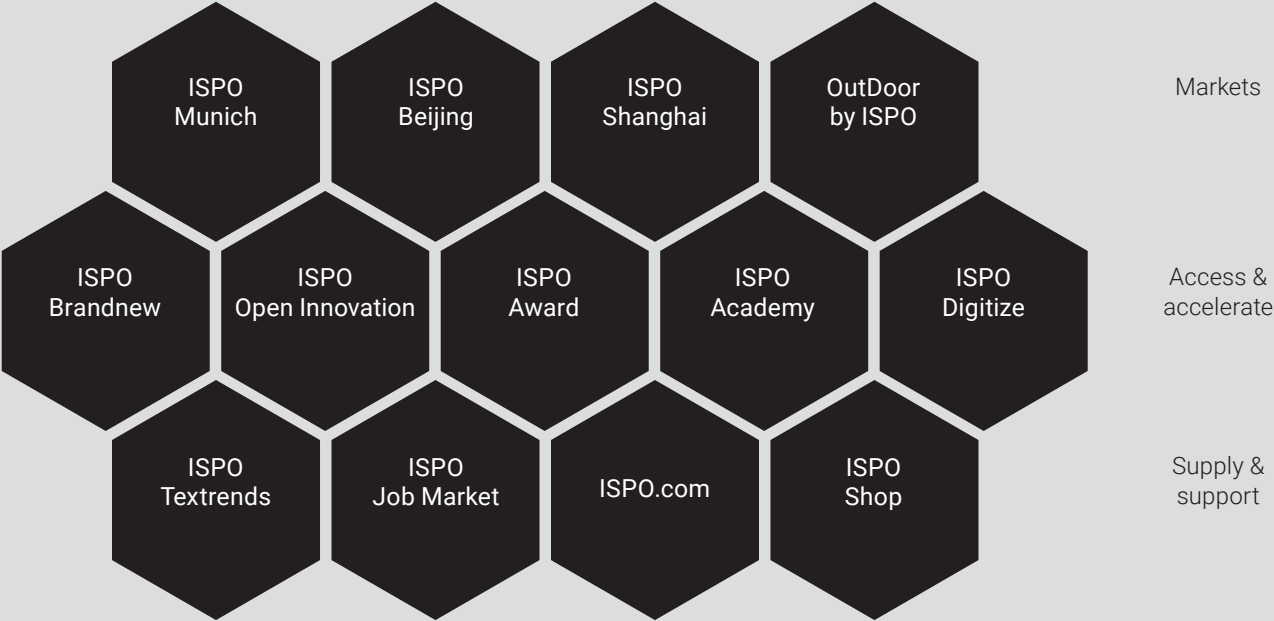 ISPO
Munich
ISPO
Beijing
ISPO
Shanghai
OutDoor
by ISPO
Markets
ISPO
Brandnew
ISPO
Open Innovation
ISPO
Award
ISPO
Academy
ISPO
Digitize
Access &
accelerate
ISPO
Textrends
ISPO
Job Market
ISPO.com
ISPO
Shop
Supply &
support